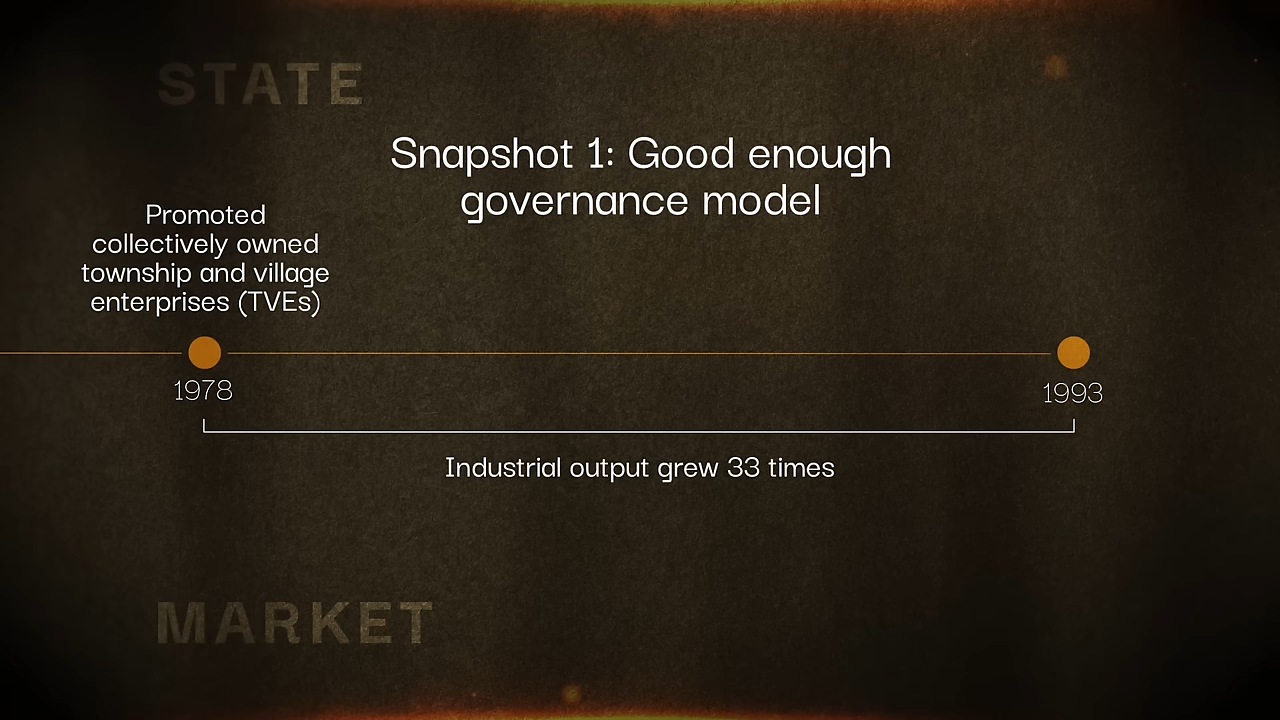 STATE
Snapshot 1: Good enough
governance model
Promoted
collectively owned
township and village
enterprises (TVEs)
1978
1993
Industrial output grew 33 times
MARKET